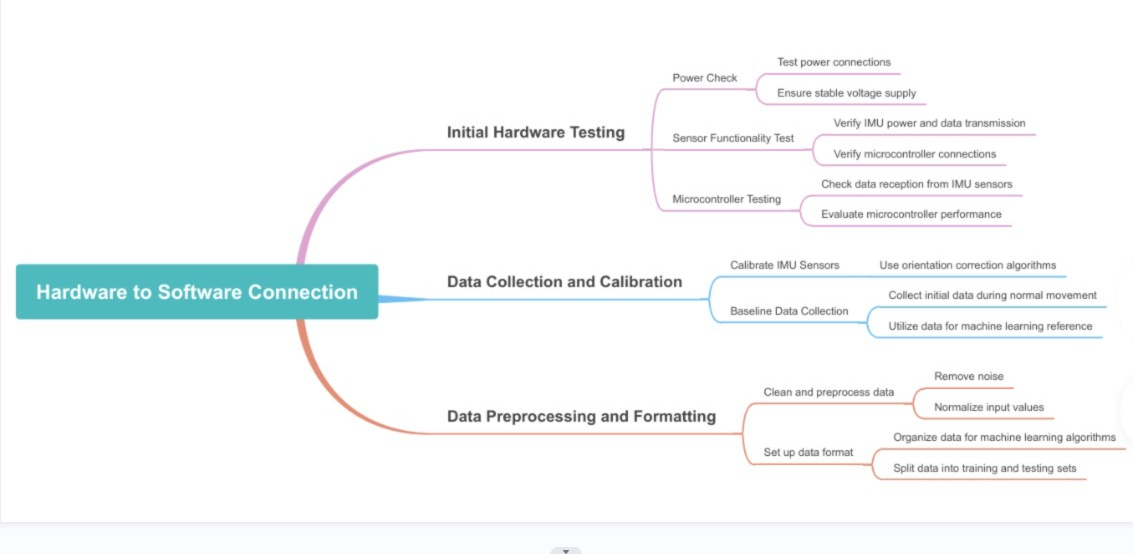 Hardware to Software Connection
Initial Hardware Testing
Power Check
Test power connections
Ensure stable voltage supply
Sensor Functionality Test
Verify IMU power and data transmission
Verify microcontroller connections
Microcontroller Testing
Check data reception from IMU sensors
Evaluate microcontroller performance
Data Collection and Calibration
Calibrate IMU Sensors
Use orientation correction algorithms
Baseline Data Collection
Collect initial data during normal movement
Utilize data for machine learning reference
Data Preprocessing and Formatting
Clean and preprocess data
Remove noise
Normalize input values
Set up data format
Organize data for machine learning algorithms
Split data into training and testing sets